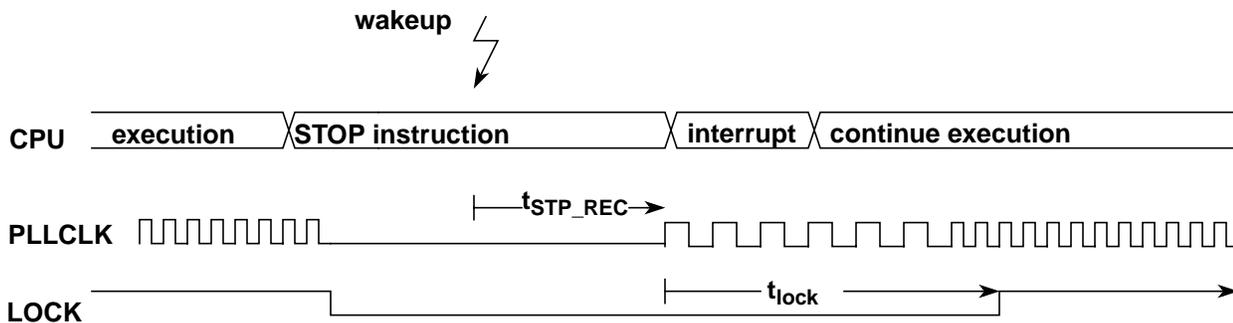 wakeup
CPU execution STOP instruction interrupt continue execution
tSTP_REC
PLLCLK
tlock
LOCK